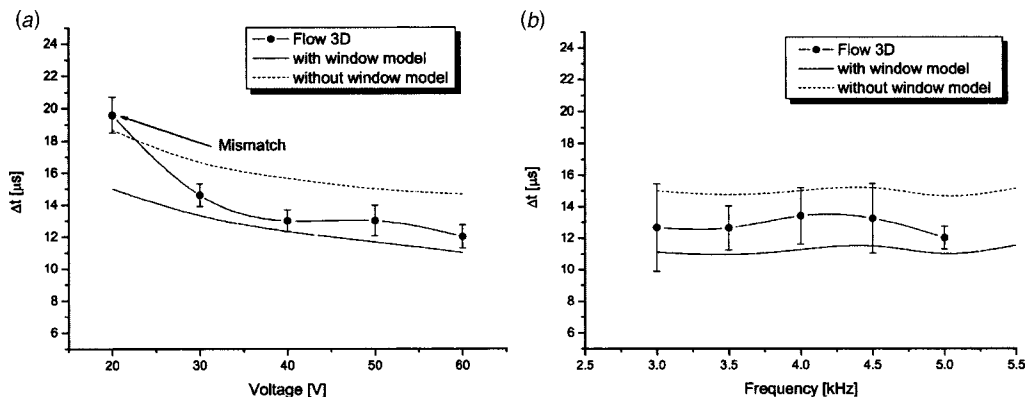 (a)
24
22
20
18
16
14
12
10
8
6
Δt [μs]
Flow 3D
with window model
without window model
Mismatch
20
30
40
50
60
Voltage [V]
(b)
24
22
20
18
16
14
12
10
8
6
Δt [μs]
Flow 3D
with window model
without window model
2.5
3.0
3.5
4.0
4.5
5.0
5.5
Frequency [kHz]